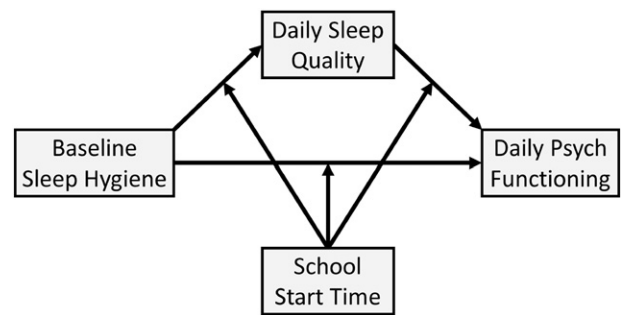 Daily Sleep
Quality
Baseline
Sleep Hygiene
Daily Psych
Functioning
School
Start Time